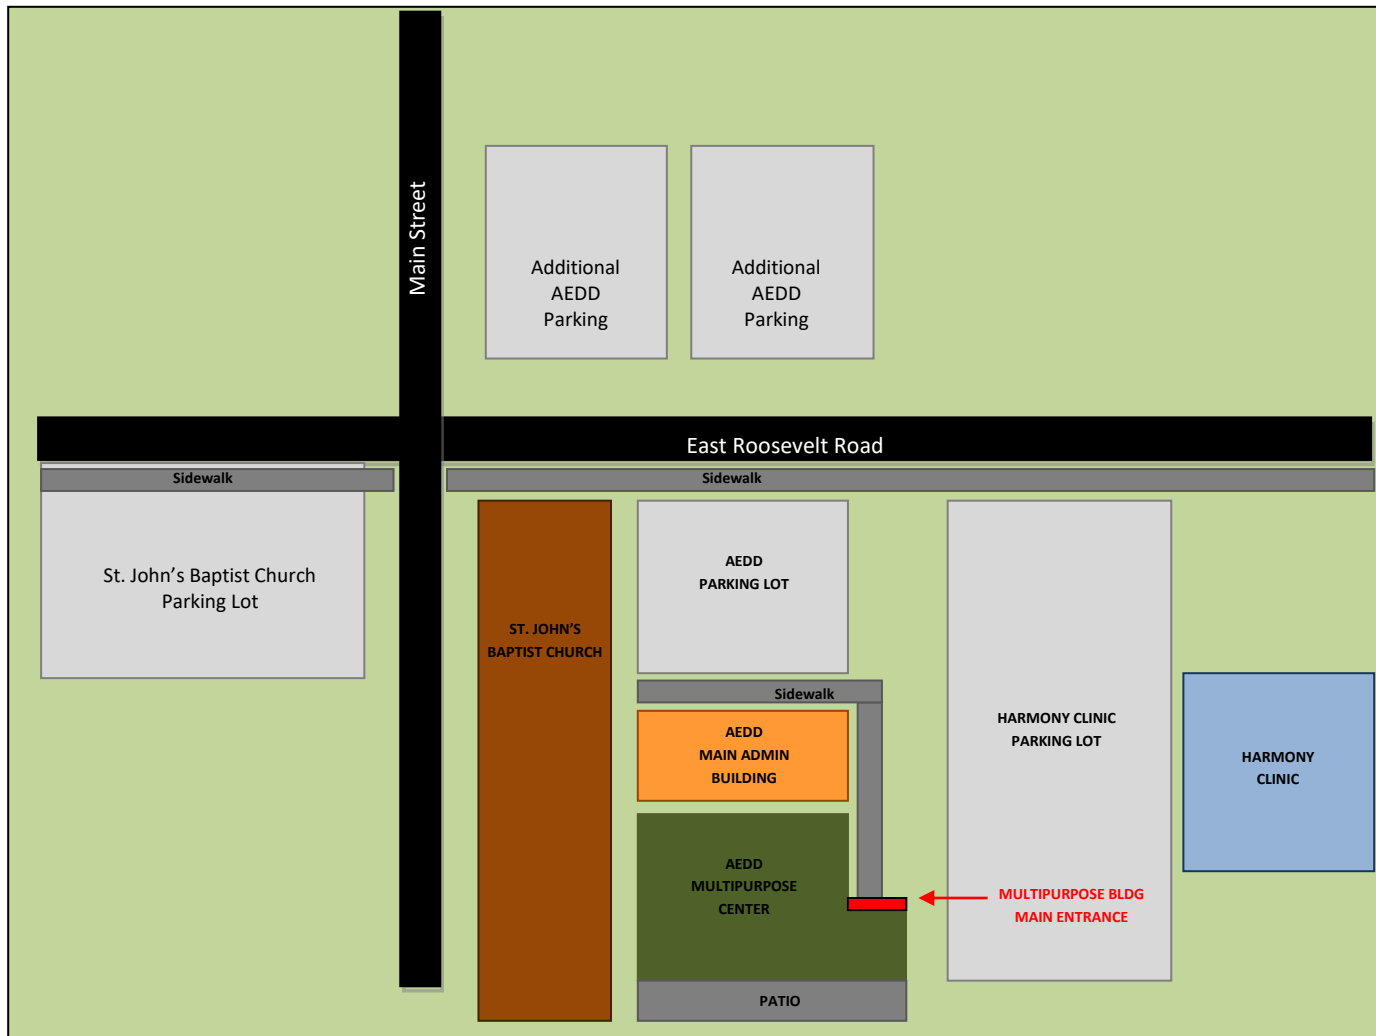 Main Street
Additional
AEDD
Parking
Additional
AEDD
Parking
East Roosevelt Road
Sidewalk
Sidewalk
St. John’s Baptist Church
Parking Lot
ST. JOHN’S
BAPTIST CHURCH
AEDD
PARKING LOT
Sidewalk
AEDD
MAIN ADMIN
BUILDING
HARMONY CLINIC
PARKING LOT
HARMONY
CLINIC
AEDD
MULTIPURPOSE
CENTER
MULTIPURPOSE BLDG
MAIN ENTRANCE
PATIO